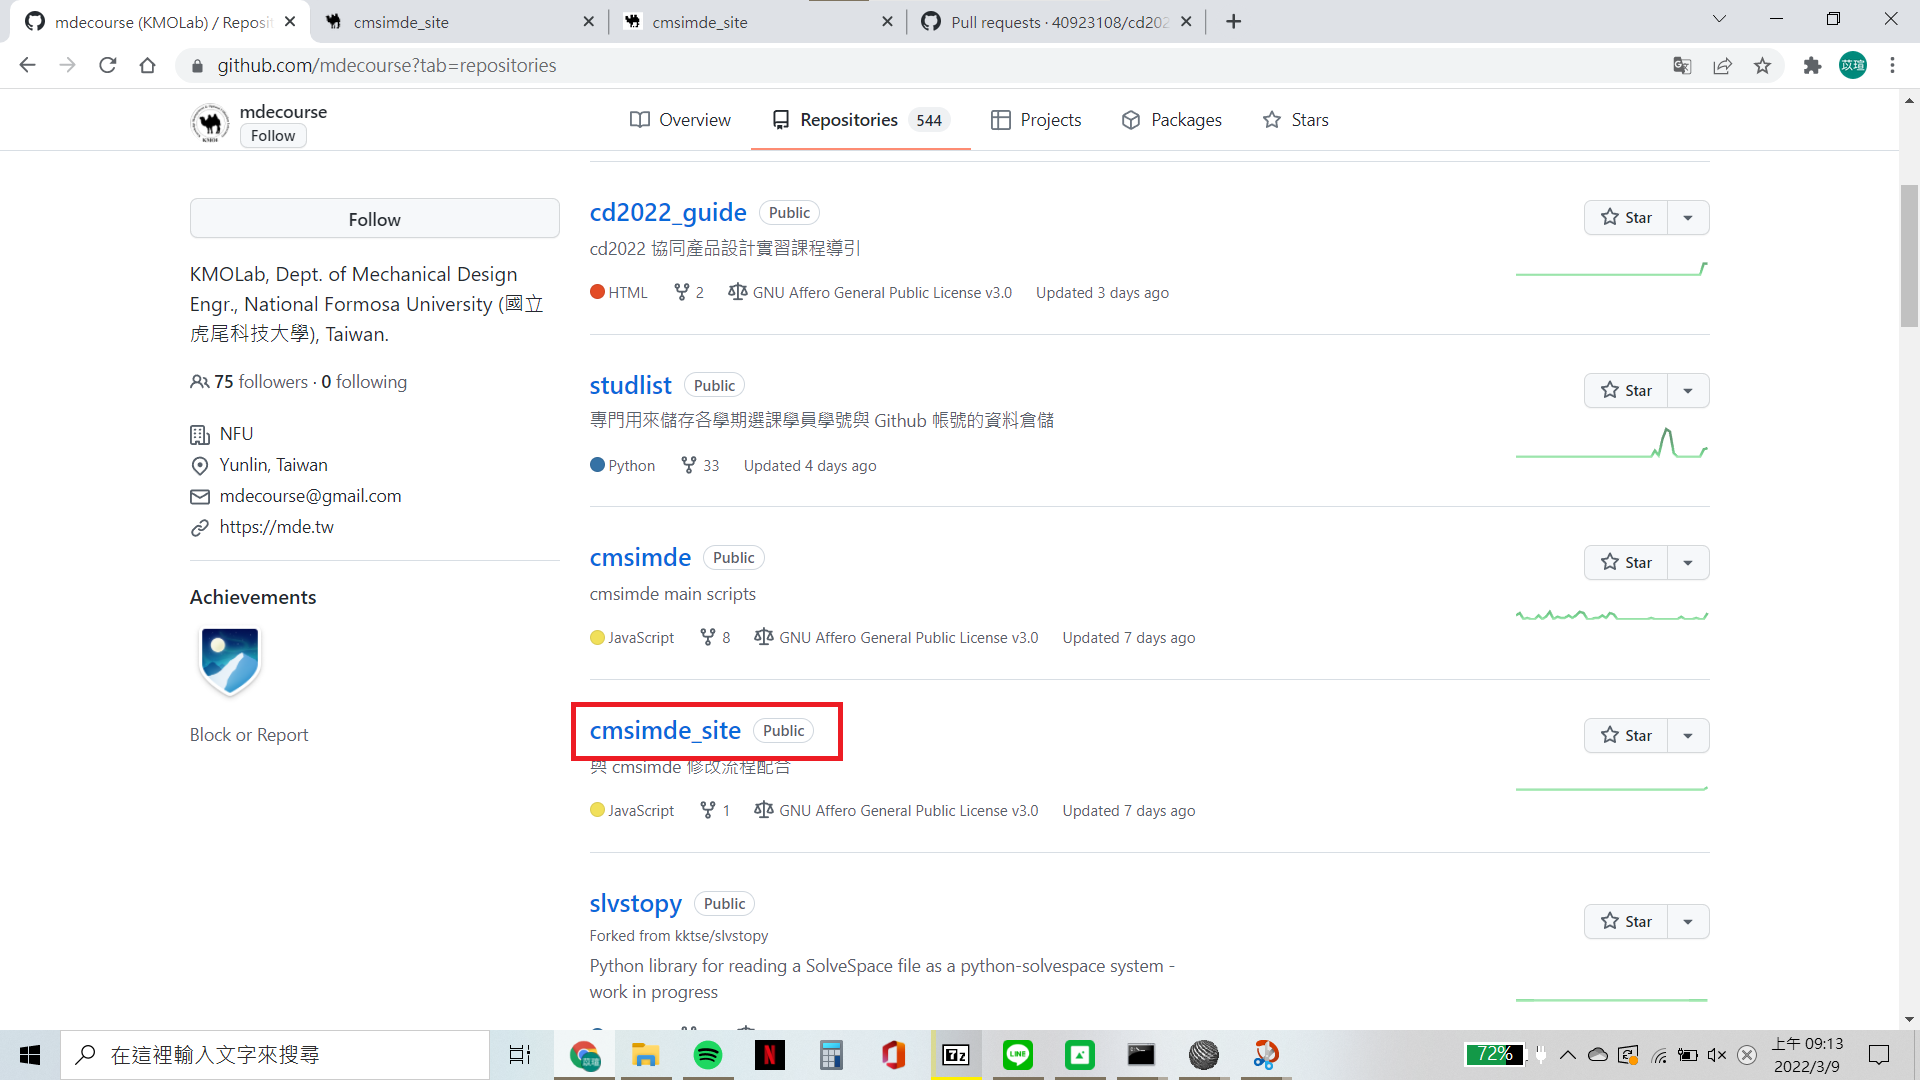 mdecourse (KMOLab) / Reposit
cmsimde_site
cmsimde_site
Pull requests · 40923108/cd202
github.com/mdecourse?tab=repositories
苡瑄
mdecourse
Follow
Overview
Repositories 544
Projects
Packages
Stars
Follow
KMOLab, Dept. of Mechanical Design
Engr., National Formosa University (國立
虎尾科技大學), Taiwan.
75 followers · 0 following
NFU
Yunlin, Taiwan
mdecourse@gmail.com
https://mde.tw
Achievements
Block or Report
cd2022_guide Public
Star
cd2022 協同產品設計實習課程導引
HTML 2 GNU Affero General Public License v3.0 Updated 3 days ago
studlist Public
Star
專門用來儲存各學期選課學員學號與 Github 帳號的資料倉儲
Python 33 Updated 4 days ago
cmsimde Public
Star
cmsimde main scripts
JavaScript 8 GNU Affero General Public License v3.0 Updated 7 days ago
cmsimde_site Public
Star
與 cmsimde 修改流程配合
JavaScript 1 GNU Affero General Public License v3.0 Updated 7 days ago
slvstopy Public
Star
Forked from kktse/slvstopy
Python library for reading a SolveSpace file as a python-solvespace system -
work in progress
在這裡輸入文字來搜尋
72%
上午 09:13
2022/3/9